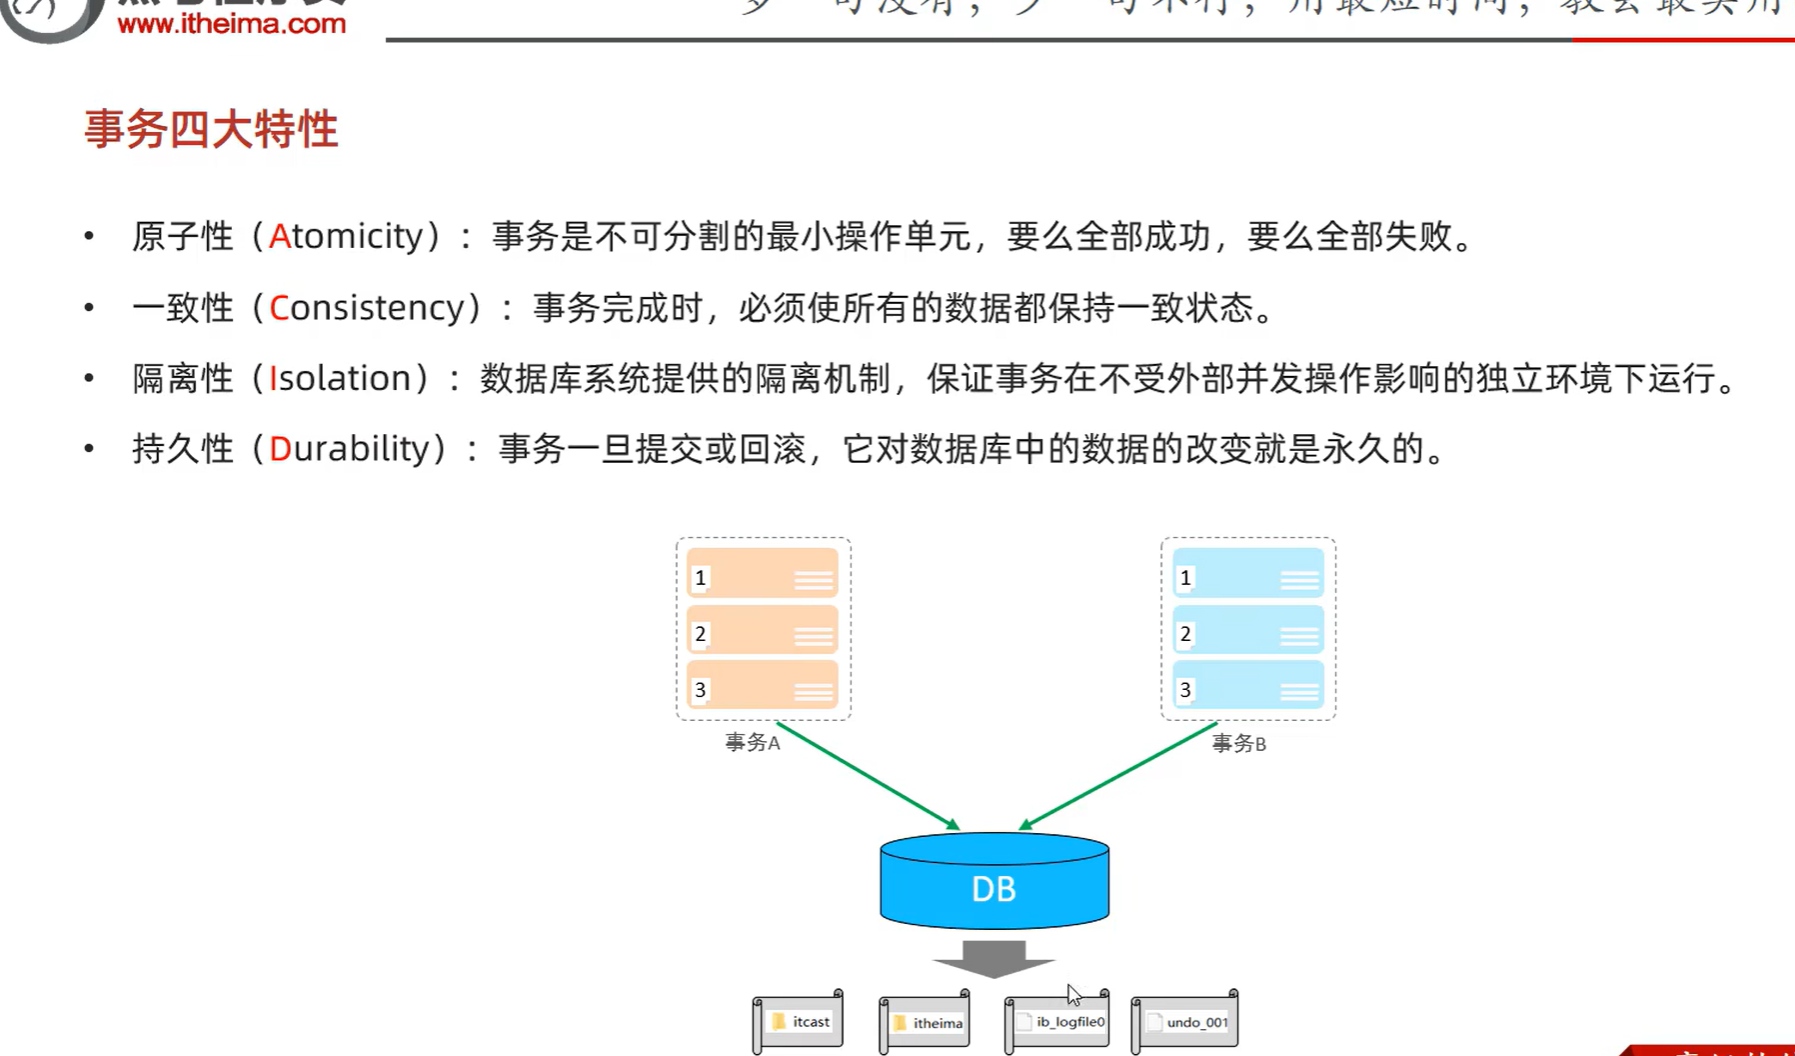 www.itheima.com
事务四大特性
• 原子性（Atomicity）：事务是不可分割的最小操作单元，要么全部成功，要么全部失败。
• 一致性（Consistency）：事务完成时，必须使所有的数据都保持一致状态。
• 隔离性（Isolation）：数据库系统提供的隔离机制，保证事务在不受外部并发操作影响的独立环境下运行。
• 持久性（Durability）：事务一旦提交或回滚，它对数据库中的数据的改变就是永久的。
1
2
3
事务A
1
2
3
事务B
DB
itcast
itheima
ib_logfile0
undo_001